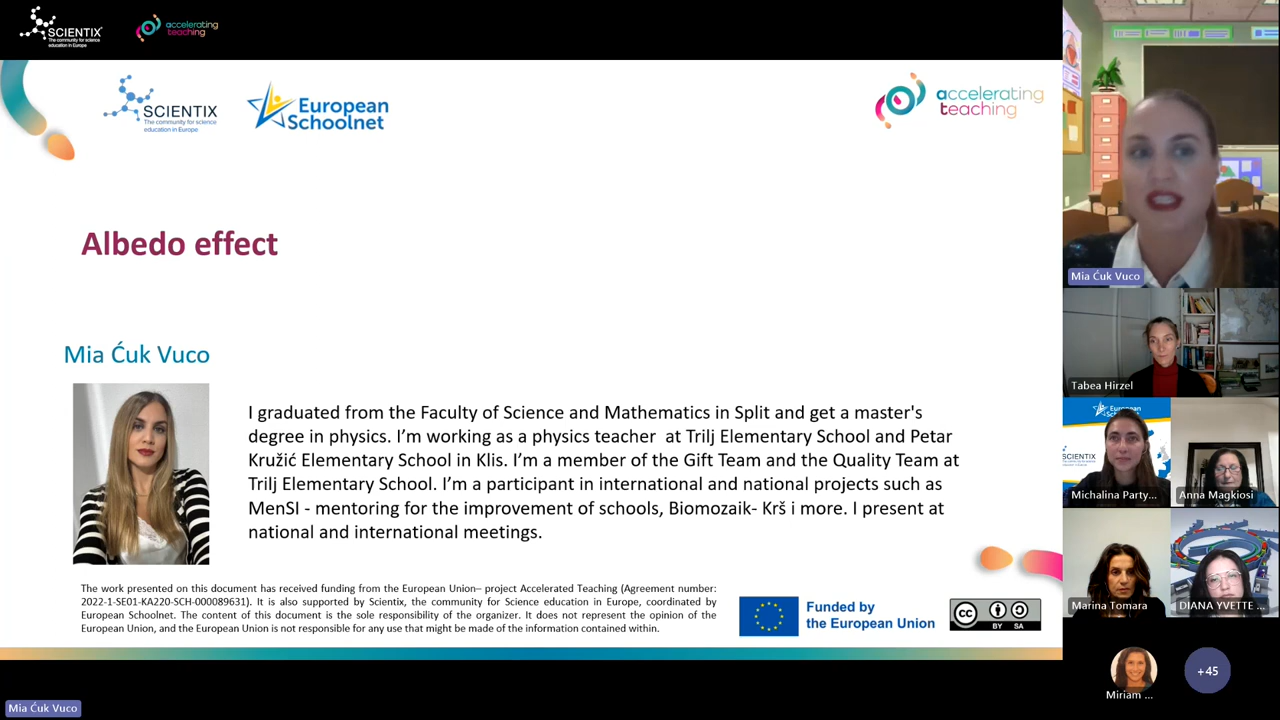 SCIENTIX
The community for science
education in Europe
accelerating
teaching
SCIENTIX
The community for science
education in Europe
European
Schoolnet
accelerating
teaching
Albedo effect
Mia Ćuk Vuco
I graduated from the Faculty of Science and Mathematics in Split and get a master's
degree in physics. I'm working as a physics teacher at Trilj Elementary School and Petar
Kružić Elementary School in Klis. I'm a member of the Gift Team and the Quality Team at
Trilj Elementary School. I'm a participant in international and national projects such as
MenSI - mentoring for the improvement of schools, Biomozaik- Krš i more. I present at
national and international meetings.
The work presented on this document has received funding from the European Union– project Accelerated Teaching (Agreement number:
2022-1-SE01-KA220-SCH-000089631). It is also supported by Scientix, the community for Science education in Europe, coordinated by
European Schoolnet. The content of this document is the sole responsibility of the organizer. It does not represent the opinion of the
European Union, and the European Union is not responsible for any use that might be made of the information contained within.
Funded by
the European Union
cc
BY SA
Mia Ćuk Vuco
Tabea Hirzel
European
SCIENTIX
Michalina Party...
Anna Magkiosi
Marina Tomara
DIANA YVETTE ...
Miriam ...
+45
Mia Ćuk Vuco